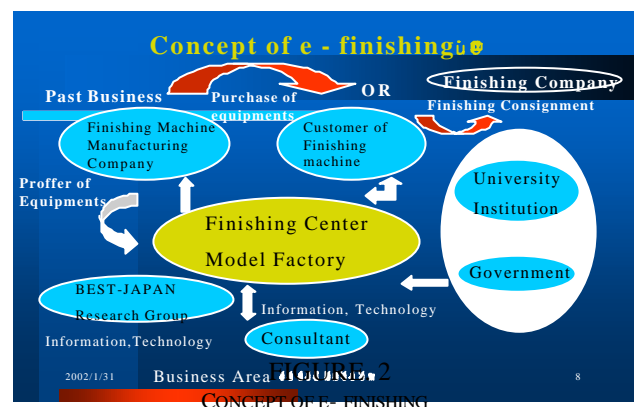 Concept of e - finishing
Finishing Company
Past Business
Purchase of
equipments
OR
Finishing Consignment
Finishing Machine
Manufacturing
Company
Customer of
Finishing
machine
Proffer of
Equipments
University
Institution
Finishing Center
Model Factory
Government
BEST-JAPAN
Research Group
Information, Technology
Information,Technology
Consultant
2002/1/31
Business Area
8
FIGURE. 2
CONCEPT OF E- FINISHING